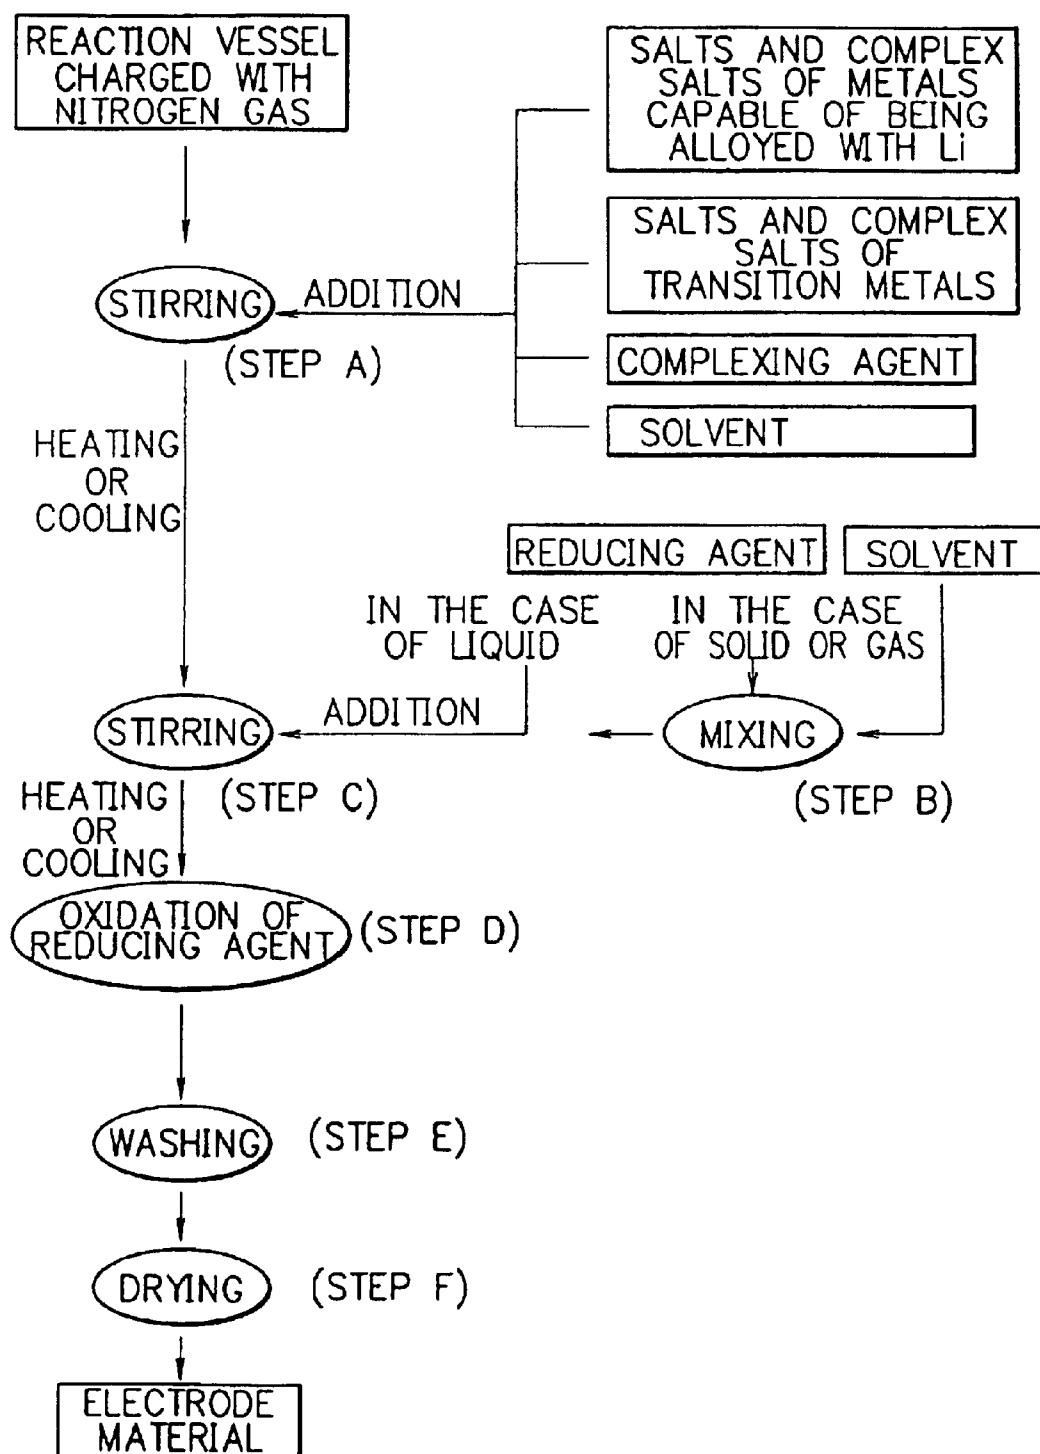 REACTION VESSEL
CHARGED WITH
NITROGEN GAS
SALTS AND COMPLEX
SALTS OF METALS
CAPABLE OF BEING
ALLOYED WITH Li
SALTS AND COMPLEX
SALTS OF
TRANSITION METALS
STIRRING
ADDITION
(STEP A)
COMPLEXING AGENT
SOLVENT
HEATING
OR
COOLING
REDUCING AGENT
SOLVENT
IN THE CASE
OF LIQUID
IN THE CASE
OF SOLID OR GAS
STIRRING
ADDITION
MIXING
(STEP C)
(STEP B)
HEATING
OR
COOLING
OXIDATION OF
REDUCING AGENT
(STEP D)
WASHING
(STEP E)
DRYING
(STEP F)
ELECTRODE
MATERIAL